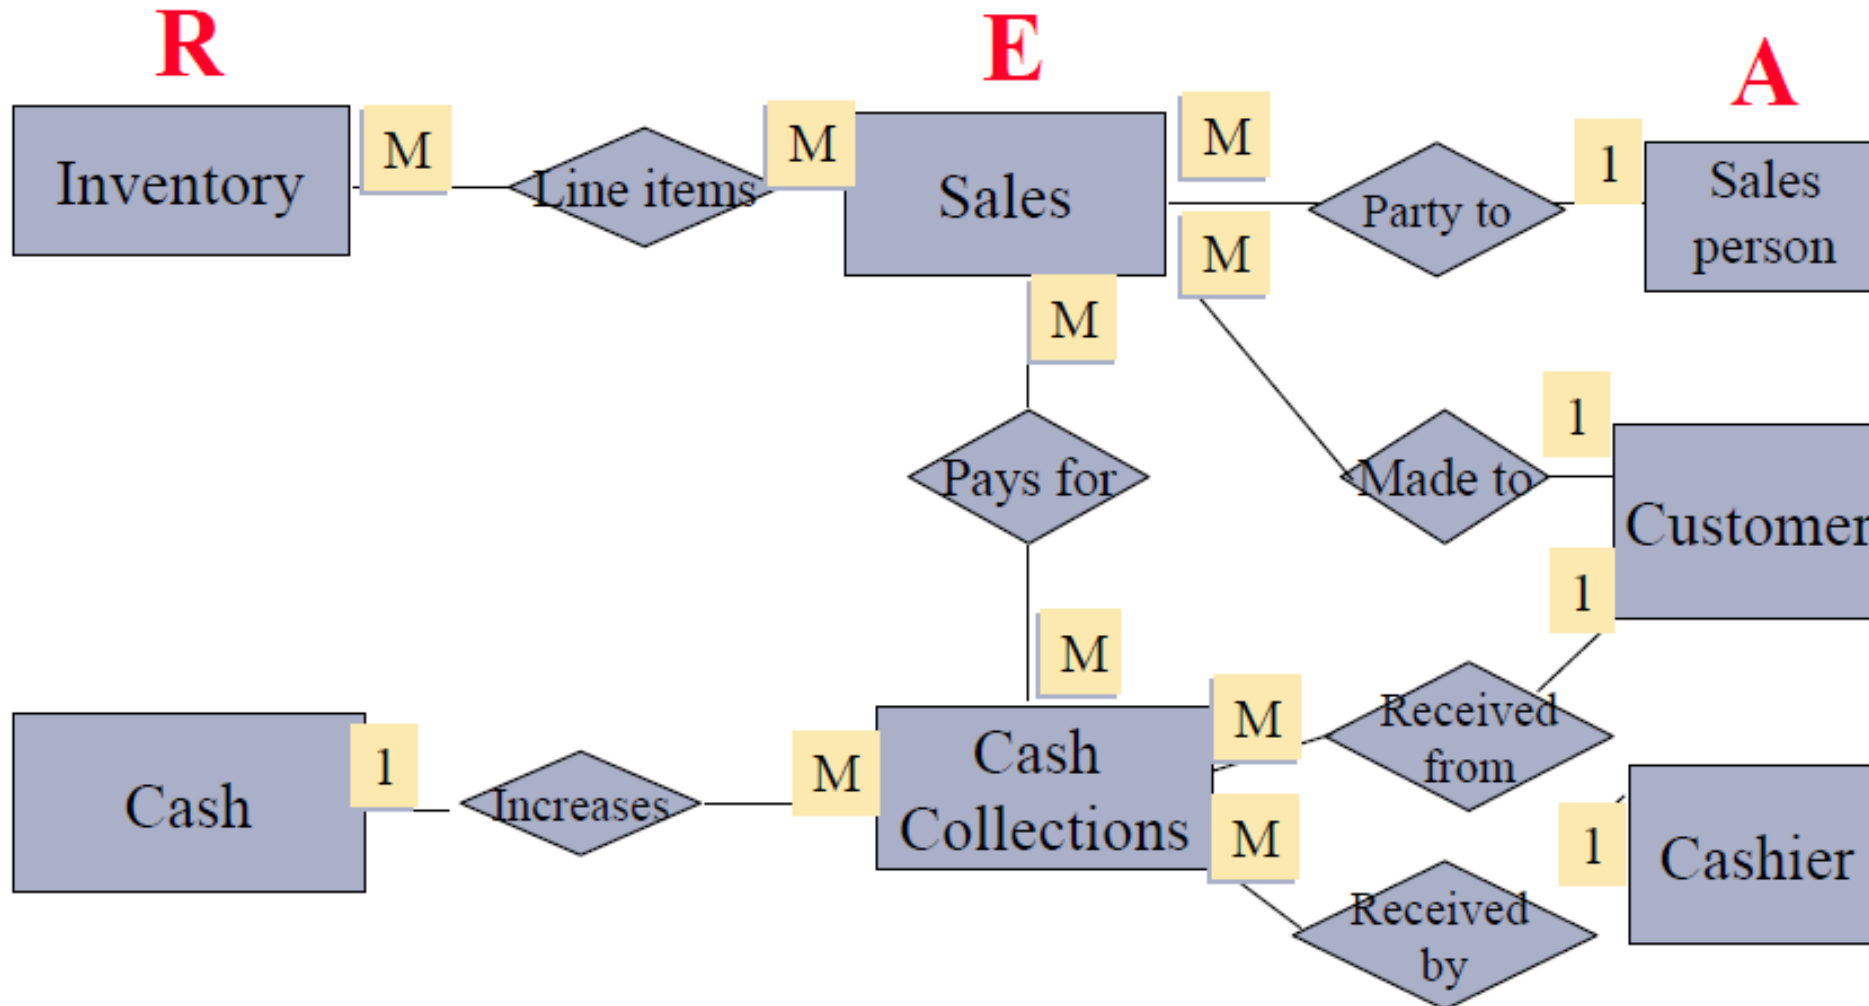 R
E
A
Inventory
M
Line items
M
Sales
M
Party to
1
Sales
person
M
M
Pays for
M
Made to
1
Customer
1
Cash
1
Increases
M
Cash
Collections
M
Received
from
M
Received
by
1
Cashier